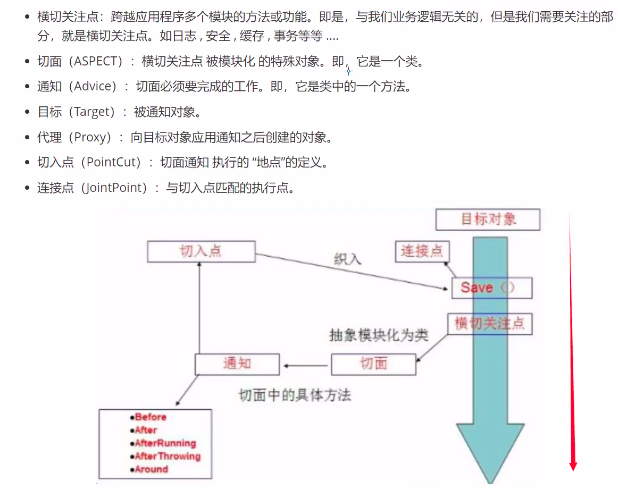 横切关注点：跨越应用程序多个模块的方法或功能。即是，与我们业务逻辑无关的，但是我们需要关注的部
分，就是横切关注点。如日志 , 安全 , 缓存 , 事务等等 ....
切面（ASPECT）：横切关注点 被模块化 的特殊对象。即，它是一个类。
通知（Advice）：切面必须要完成的工作。即，它是类中的一个方法。
目标（Target）：被通知对象。
代理（Proxy）：向目标对象应用通知之后创建的对象。
切入点（PointCut）：切面通知 执行的 “地点”的定义。
连接点（JointPoint）：与切入点匹配的执行点。
目标对象
切入点
织入
连接点
Save（）
横切关注点
抽象模块化为类
通知
切面
切面中的具体方法
Before
After
AfterRunning
AfterThrowing
Around